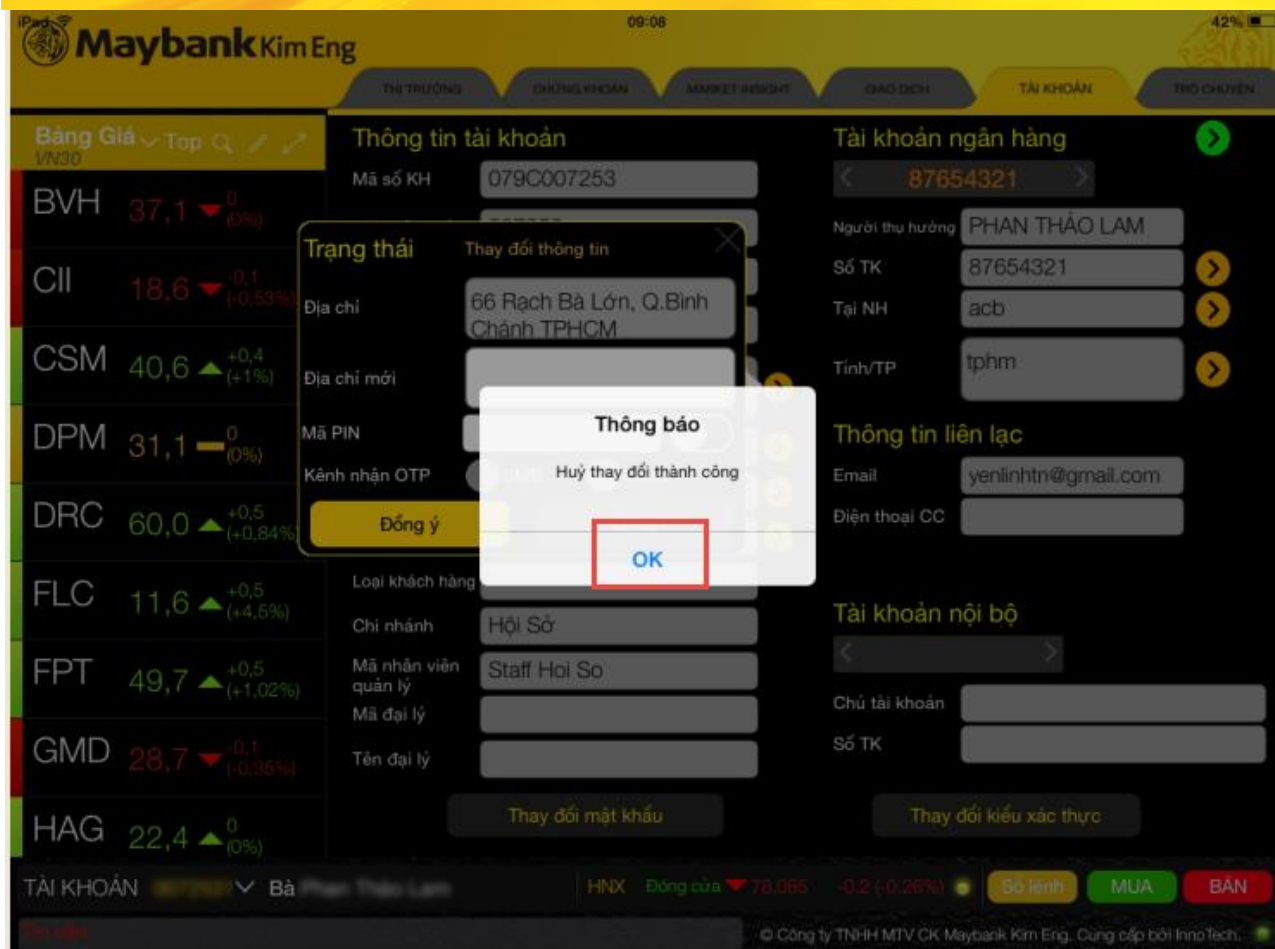 iPad
09:08
42%
Maybank Kim Eng
THỊ TRƯỜNG
CHỨNG KHOÁN
MARKET INSIGHT
GIAO DỊCH
TÀI KHOẢN
TRÒ CHUYỆN
Bảng Giá Top
VN30
BVH 37,1 0 (0%)
CII 18,6 -0,1 (-0,53%)
CSM 40,6 +0,4 (+1%)
DPM 31,1 0 (0%)
DRC 60,0 +0,5 (+0,84%)
FLC 11,6 +0,5 (+4,5%)
FPT 49,7 +0,5 (+1,02%)
GMD 28,7 -0,1 (-0,35%)
HAG 22,4 0 (0%)
Thông tin tài khoản
Mã số KH 079C007253
Trạng thái Thay đổi thông tin
Địa chỉ 66 Rạch Bà Lớn, Q.Bình
Chánh TPHCM
Địa chỉ mới
Mã PIN
Kênh nhận OTP
Đồng ý
Thông báo
Huỷ thay đổi thành công
OK
Loại khách hàng
Chi nhánh Hội Sở
Mã nhân viên
quản lý
Staff Hoi So
Mã đại lý
Tên đại lý
Thay đổi mật khẩu
Tài khoản ngân hàng
87654321
Người thụ hưởng PHAN THẢO LAM
Số TK 87654321
Tại NH acb
Tỉnh/TP tphm
Thông tin liên lạc
Email yenlinhtn@gmail.com
Điện thoại CC
Tài khoản nội bộ
Chủ tài khoản
Số TK
Thay đổi kiểu xác thực
TÀI KHOẢN Bà Phan Thảo Lam
HNX Đóng cửa 78.065 -0.2 (-0.26%)
Sổ lệnh
MUA
BÁN
© Công ty TNHH MTV CK Maybank Kim Eng. Cung cấp bởi InnoTech.